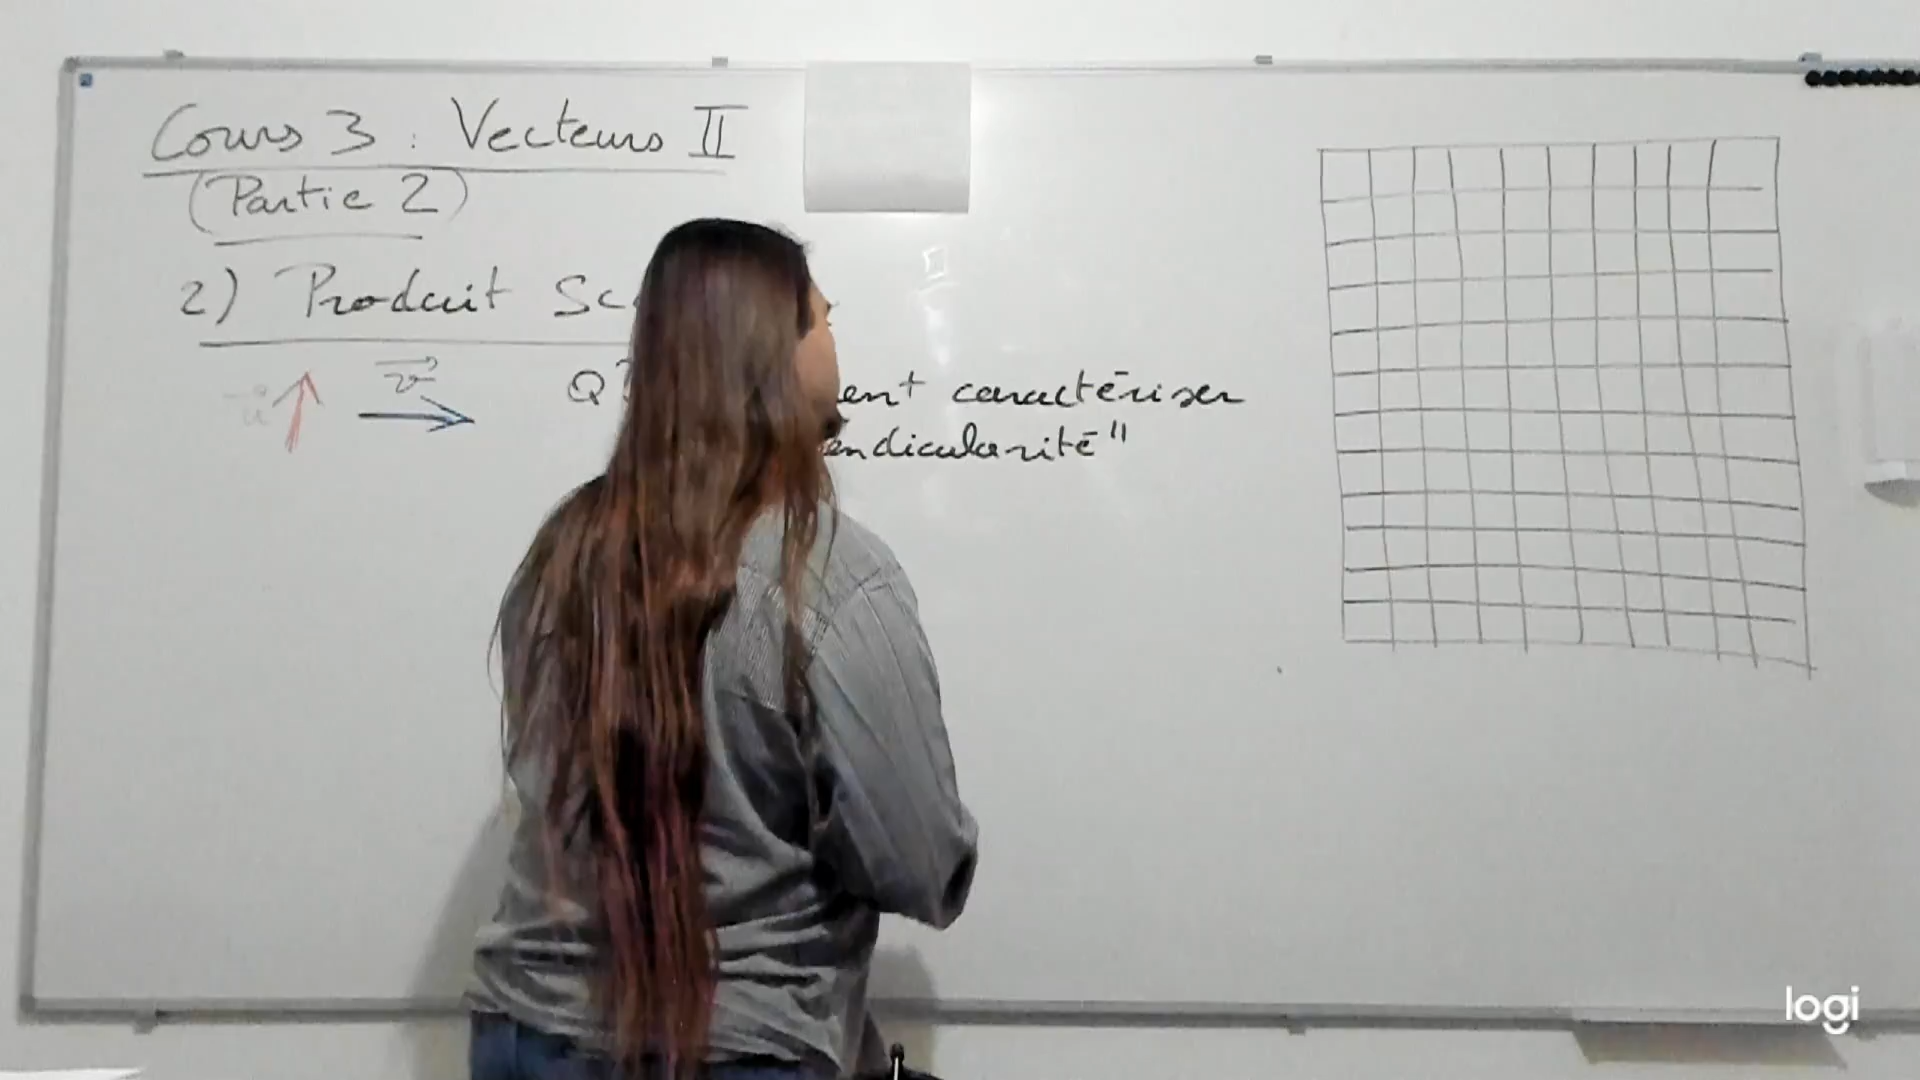 Cours 3 : Vecteurs II
(Partie 2)
2) Produit Sc
u v Q: ent caractériser
endicularité"
logi